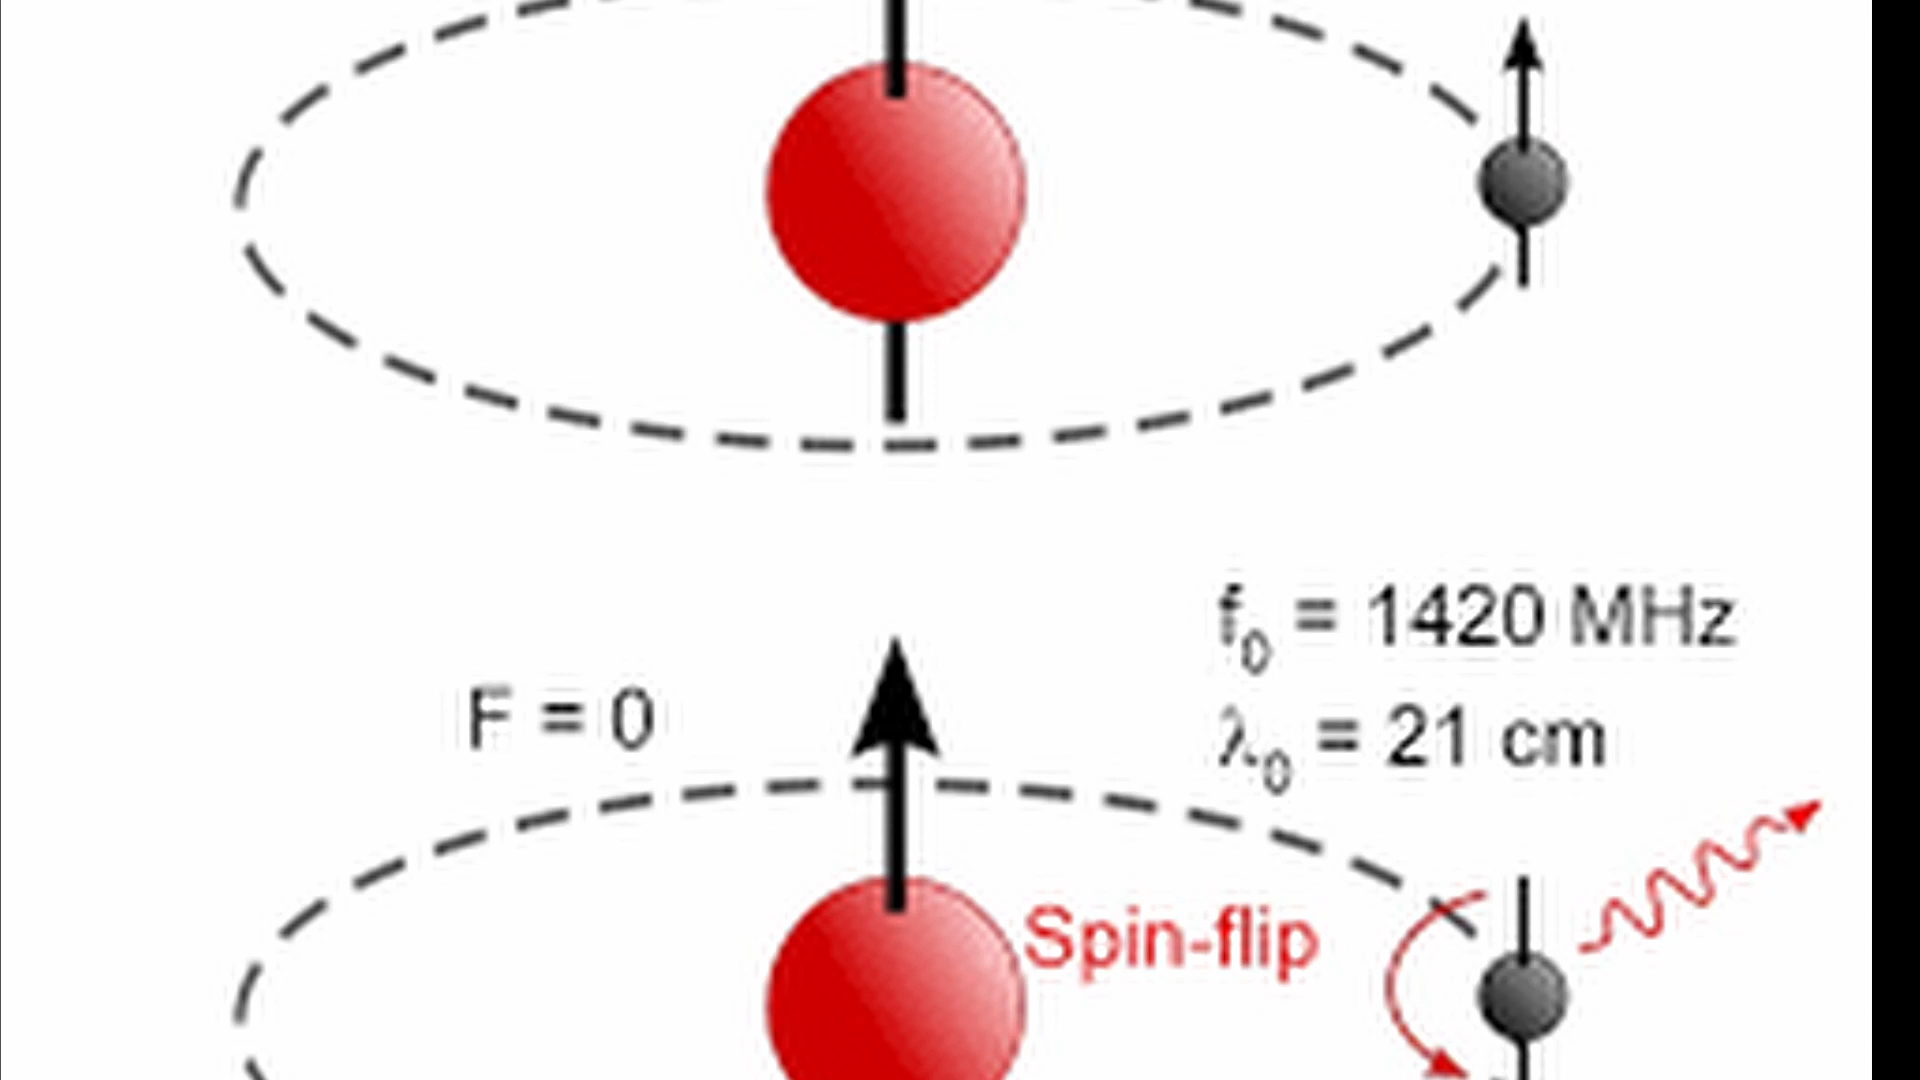 f₀ = 1420 MHz
F = 0
λ₀ = 21 cm
Spin-flip